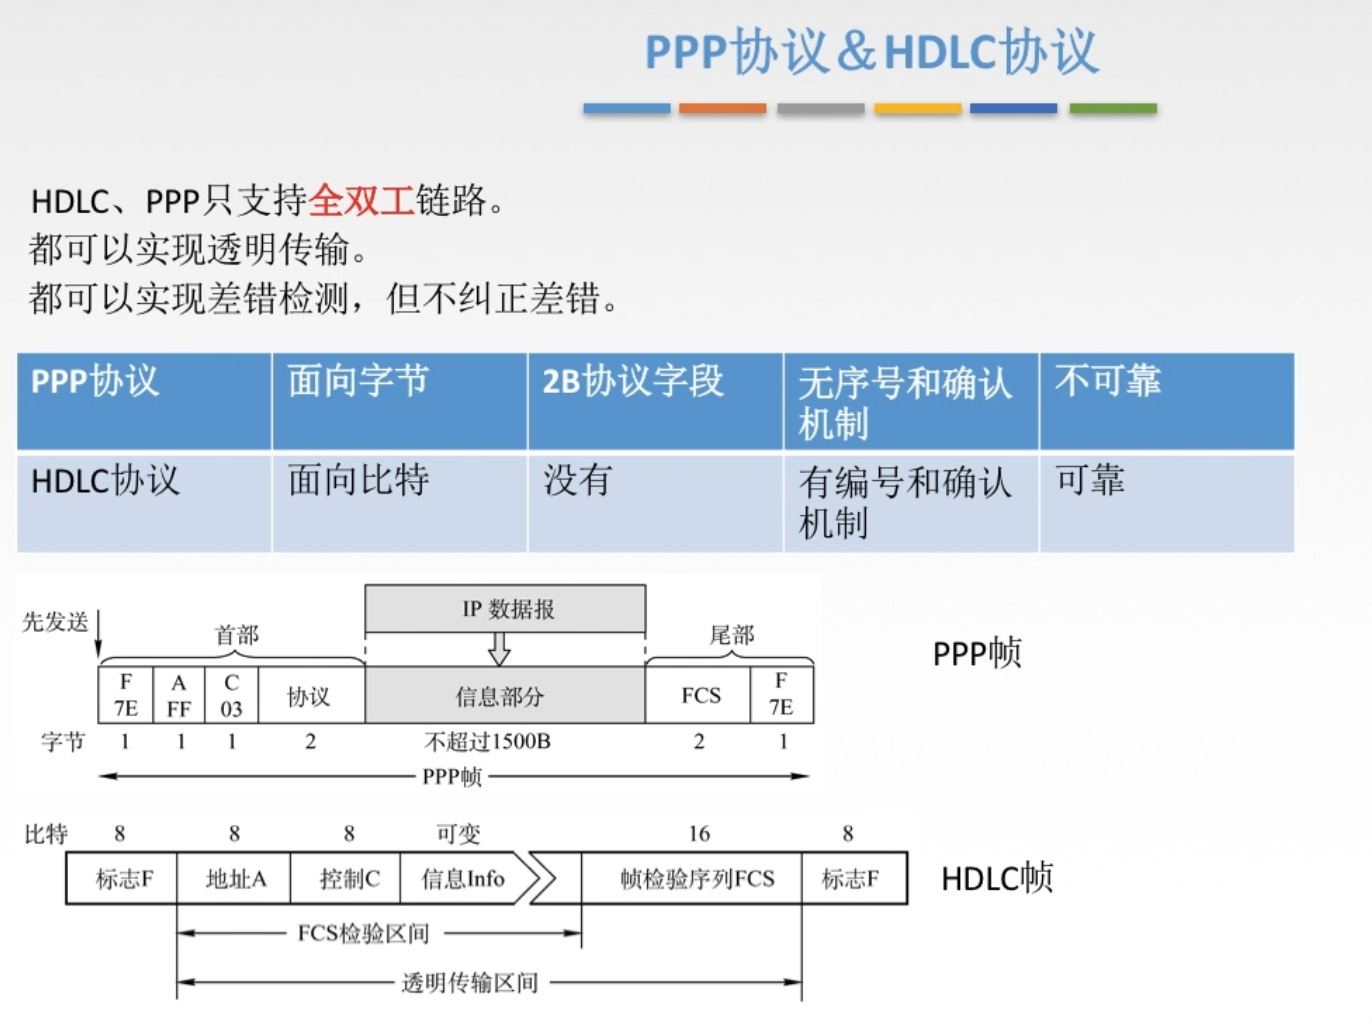 PPP协议&HDLC协议
HDLC、PPP只支持全双工链路。
都可以实现透明传输。
都可以实现差错检测，但不纠正差错。
PPP协议 面向字节 2B协议字段 无序号和确认机制 不可靠
HDLC协议 面向比特 没有 有编号和确认机制 可靠
IP 数据报
先发送 首部 尾部
PPP帧
F A C F
7E FF 03 协议 信息部分 FCS 7E
字节 1 1 1 2 不超过1500B 2 1
PPP帧
比特 8 8 8 可变 16 8
标志F 地址A 控制C 信息Info 帧检验序列FCS 标志F
HDLC帧
FCS检验区间
透明传输区间